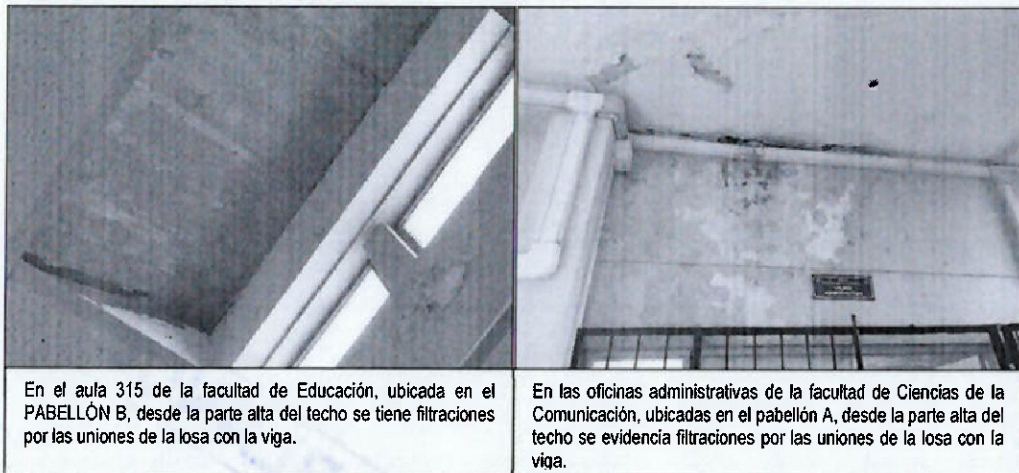 En el aula 315 de la facultad de Educación, ubicada en el
PABELLÓN B, desde la parte alta del techo se tiene filtraciones
por las uniones de la losa con la viga.
En las oficinas administrativas de la facultad de Ciencias de la
Comunicación, ubicadas en el pabellón A, desde la parte alta del
techo se evidencia filtraciones por las uniones de la losa con la
viga.